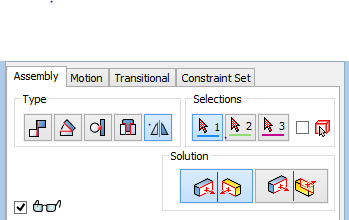 Assembly Motion Transitional Constraint Set
Type Selections
1 2 3
Solution